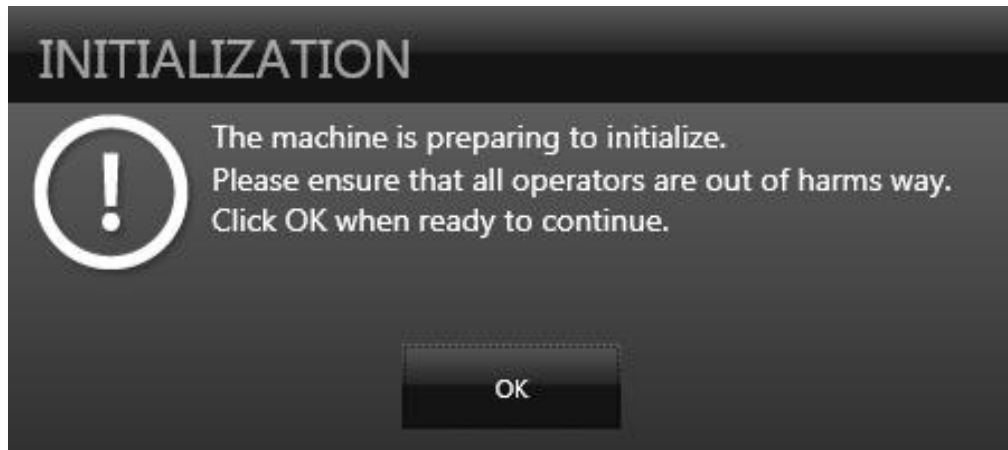 INITIALIZATION
The machine is preparing to initialize.
Please ensure that all operators are out of harms way.
Click OK when ready to continue.
OK